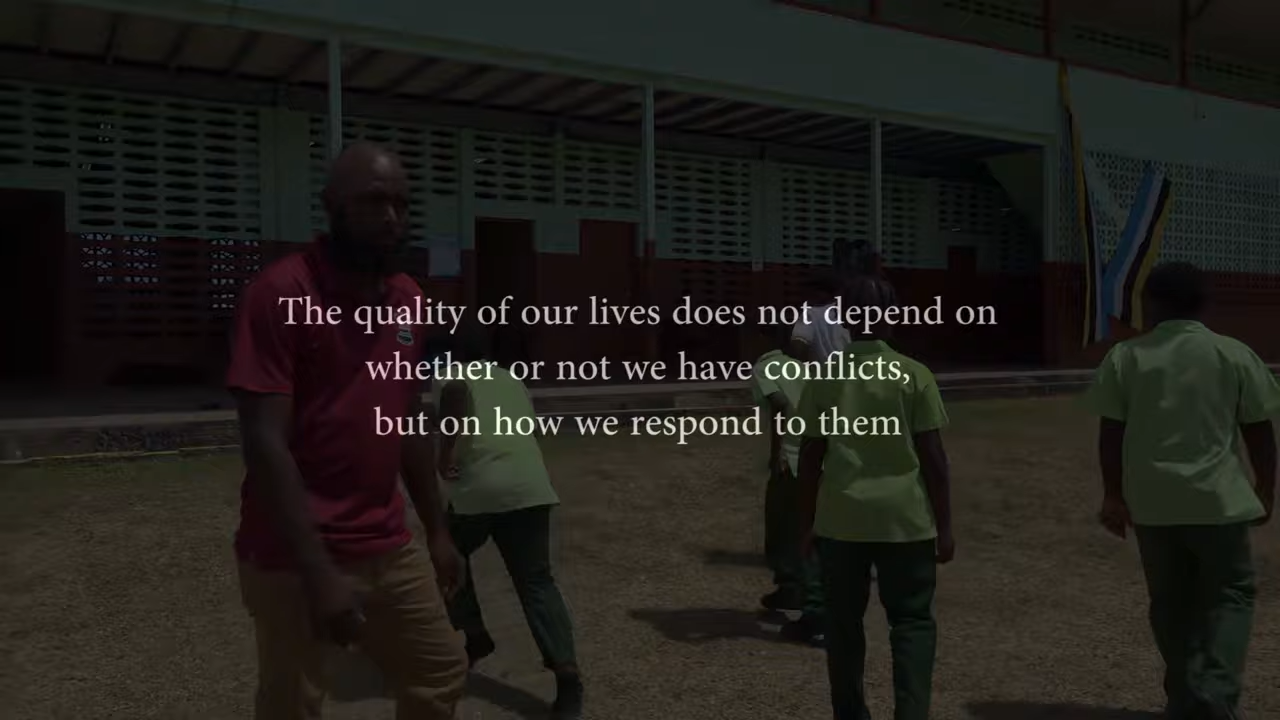 The quality of our lives does not depend on
whether or not we have conflicts,
but on how we respond to them